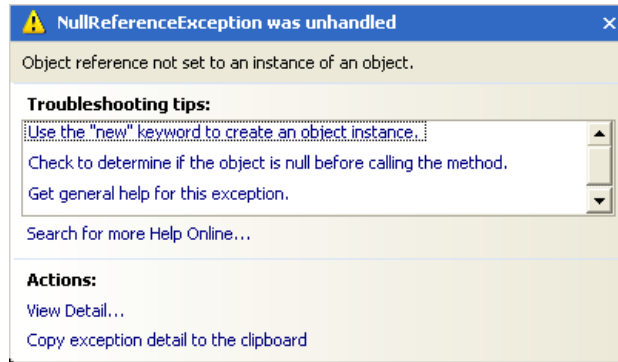 NullReferenceException was unhandled
Object reference not set to an instance of an object.
Troubleshooting tips:
Use the "new" keyword to create an object instance.
Check to determine if the object is null before calling the method.
Get general help for this exception.
Search for more Help Online...
Actions:
View Detail...
Copy exception detail to the clipboard